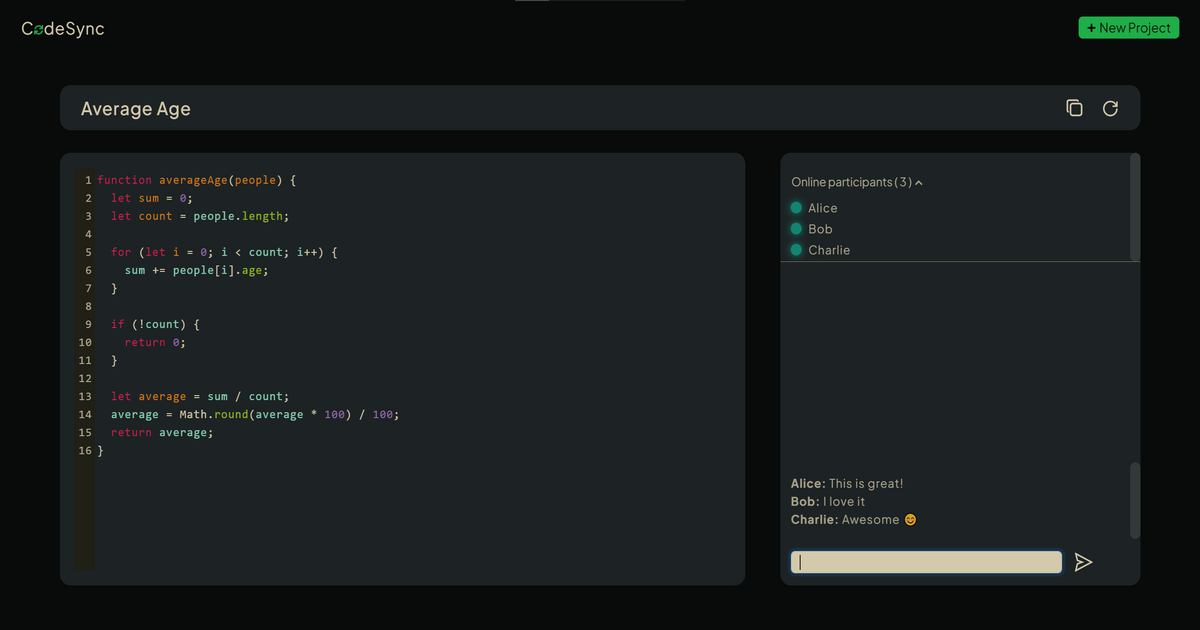 CodeSync
+ New Project
Average Age
1 function averageAge(people) {
2   let sum = 0;
3   let count = people.length;
4
5   for (let i = 0; i < count; i++) {
6     sum += people[i].age;
7   }
8
9   if (!count) {
10     return 0;
11   }
12
13   let average = sum / count;
14   average = Math.round(average * 100) / 100;
15   return average;
16 }
Online participants ( 3 )
Alice
Bob
Charlie
Alice: This is great!
Bob: I love it
Charlie: Awesome 😊